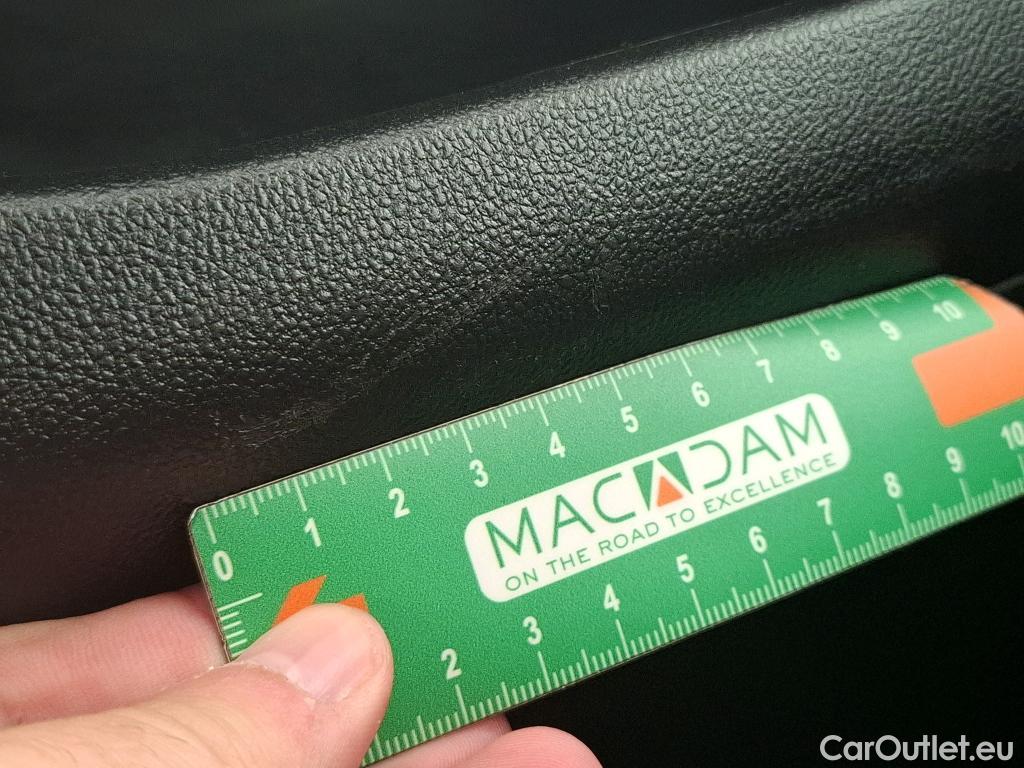 0 1 2 3 4 5 6 7 8 9 10
MACADAM
ON THE ROAD TO EXCELLENCE
2 3 4 5 6 7 8 9 10
CarOutlet.eu